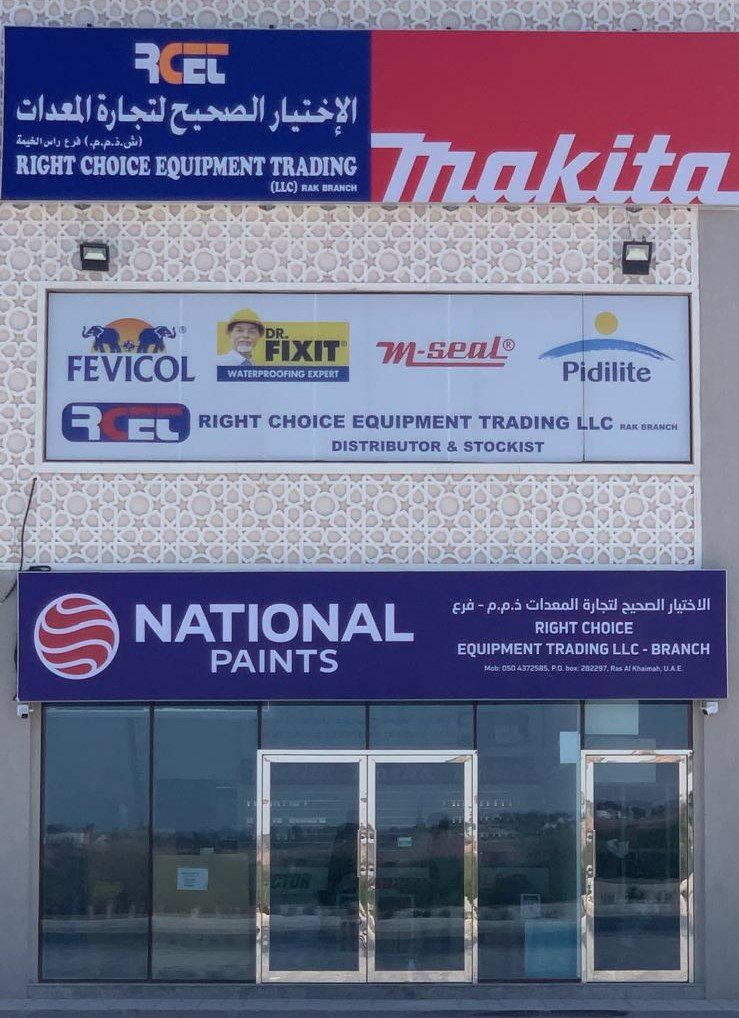 RCET
الإختيار الصحيح لتجارة المعدات
(ش.ذ.م.م.) فرع راس الخيمة
RIGHT CHOICE EQUIPMENT TRADING
(LLC) RAK BRANCH
makita
FEVICOL®
DR. FIXIT®
WATERPROOFING EXPERT
m-seal®
Pidilite
RCET RIGHT CHOICE EQUIPMENT TRADING LLC RAK BRANCH
DISTRIBUTOR & STOCKIST
NATIONAL
PAINTS
الاختيار الصحيح لتجارة المعدات ذ.م.م - فرع
RIGHT CHOICE
EQUIPMENT TRADING LLC - BRANCH
Mob: 050 4372585, P.O. box: 282297, Ras Al Khaimah, U.A.E.